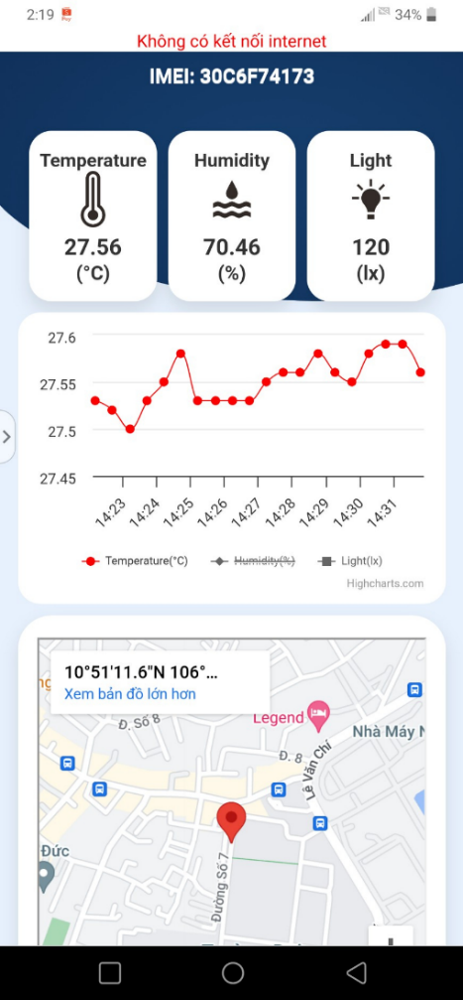 2:19
34%
Không có kết nối internet
IMEI: 30C6F74173
Temperature
Humidity
Light
27.56
70.46
120
(°C)
(%)
(lx)
27.6
27.55
27.5
27.45
14:23
14:24
14:25
14:26
14:27
14:28
14:29
14:30
14:31
Temperature(°C)
Humidity(%)
Light(lx)
Highcharts.com
10°51'11.6"N 106°...
Xem bản đồ lớn hơn
Đ. Số 8
Legend
Nhà Máy N
Đ. 8
Lê Văn Chí
Đức
Đường Số 7